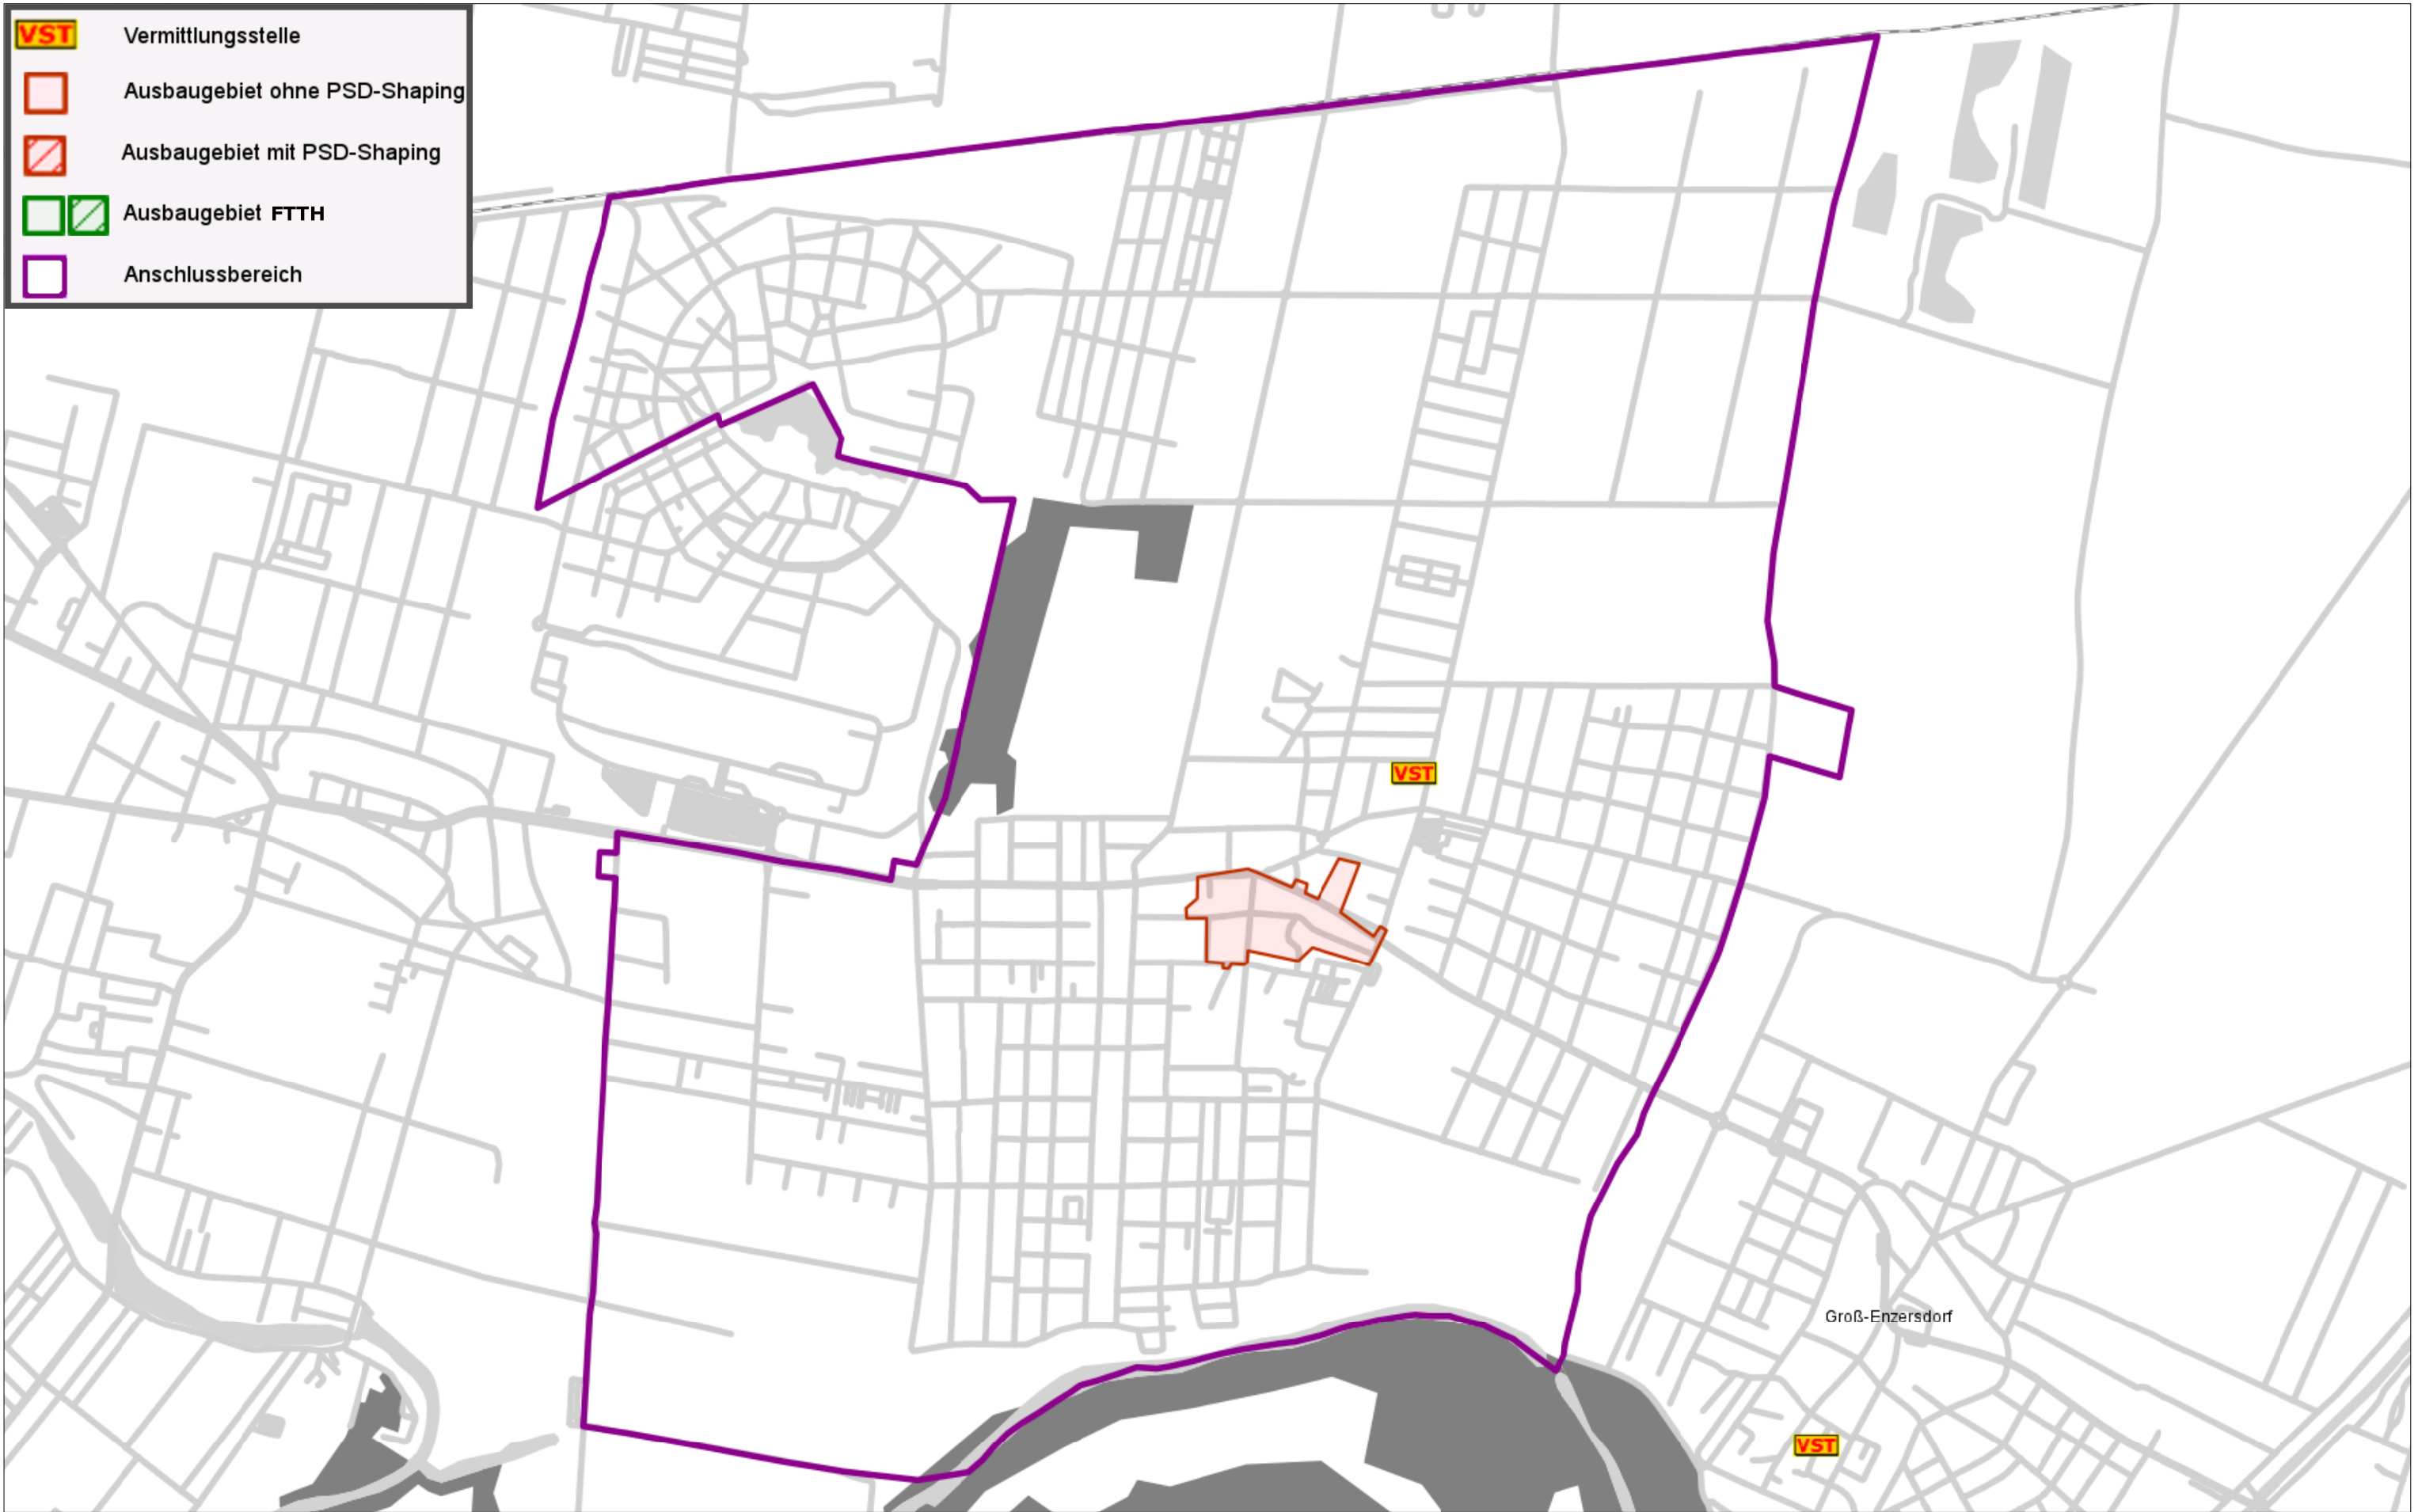 VST Vermittlungsstelle
Ausbaugebiet ohne PSD-Shaping
Ausbaugebiet mit PSD-Shaping
Ausbaugebiet FTTH
Anschlussbereich
VST
Groß-Enzersdorf
VST